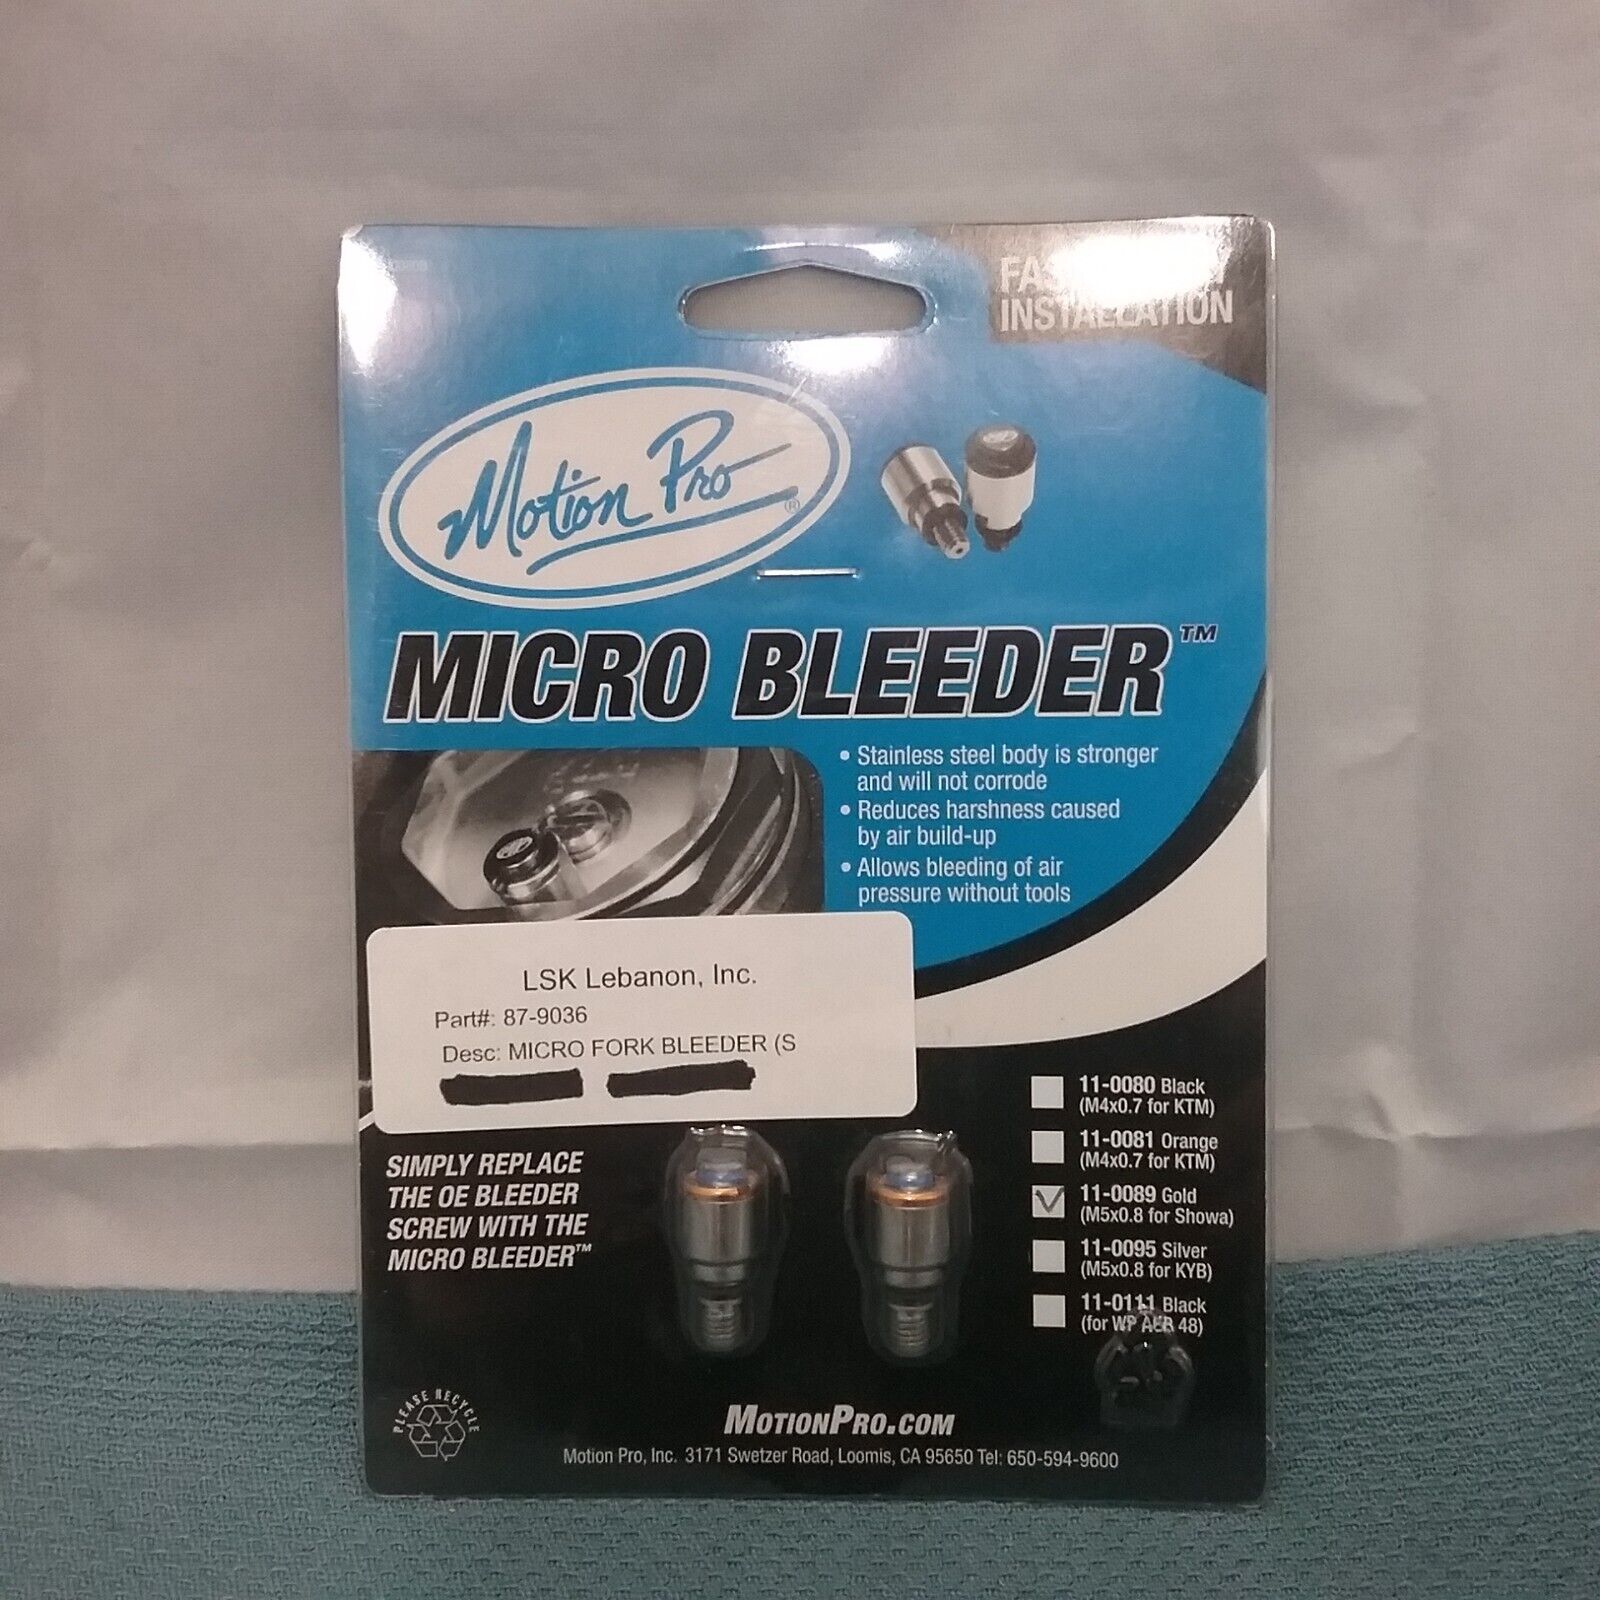 FAST INSTALLATION
Motion Pro
®
MICRO BLEEDER™
• Stainless steel body is stronger
and will not corrode
• Reduces harshness caused
by air build-up
• Allows bleeding of air
pressure without tools
LSK Lebanon, Inc.
Part#: 87-9036
Desc: MICRO FORK BLEEDER (S
SIMPLY REPLACE
THE OE BLEEDER
SCREW WITH THE
MICRO BLEEDER™
11-0080 Black
(M4x0.7 for KTM)
11-0081 Orange
(M4x0.7 for KTM)
11-0089 Gold
(M5x0.8 for Showa)
11-0095 Silver
(M5x0.8 for KYB)
11-0111 Black
(for WP AER 48)
PLEASE RECYCLE
MOTIONPRO.COM
Motion Pro, Inc. 3171 Swetzer Road, Loomis, CA 95650 Tel: 650-594-9600